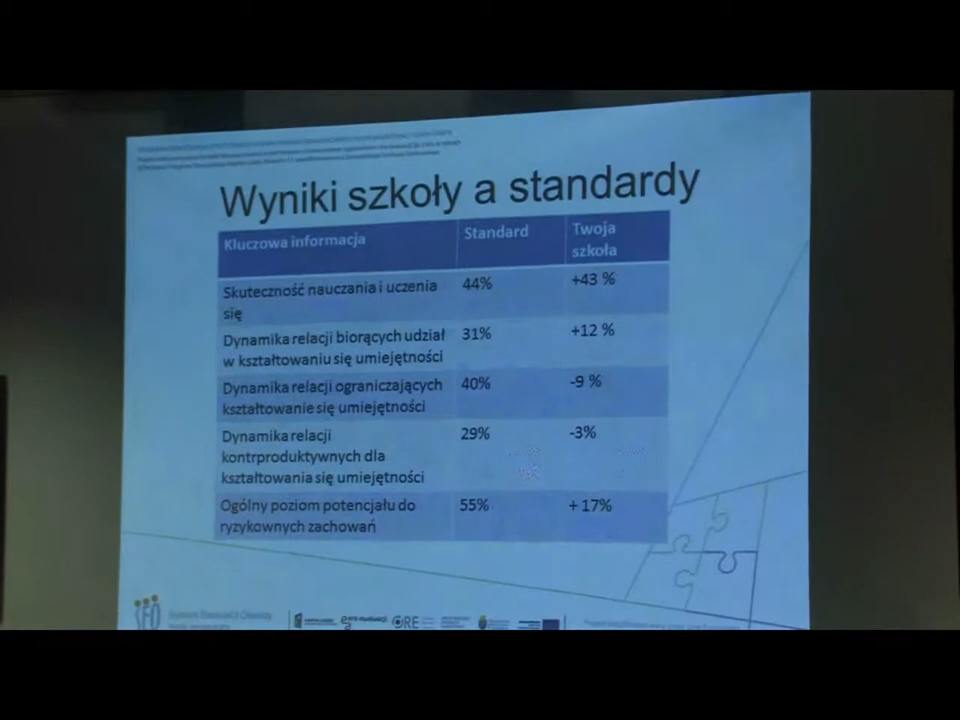 Wyniki szkoły a standardy
Kluczowa informacja Standard Twoja szkoła
Skuteczność nauczania i uczenia się 44% +43 %
Dynamika relacji biorących udział w kształtowaniu się umiejętności 31% +12 %
Dynamika relacji ograniczających kształtowanie się umiejętności 40% -9 %
Dynamika relacji kontrproduktywnych dla kształtowania się umiejętności 29% -3%
Ogólny poziom potencjału do ryzykownych zachowań 55% + 17%
ORE